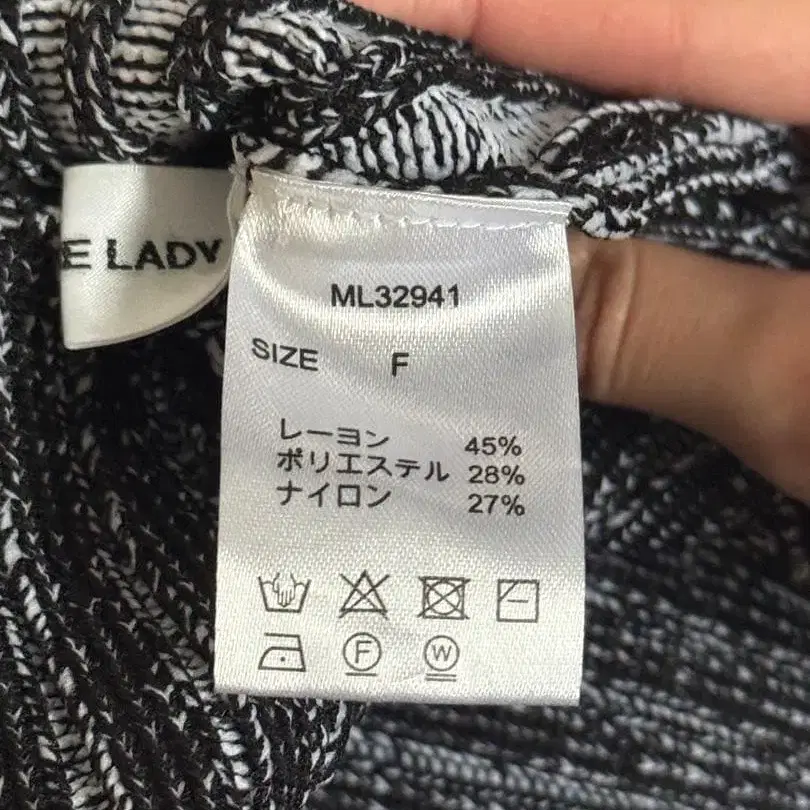 E LADY
ML32941
SIZE F
レーヨン 45%
ポリエステル 28%
ナイロン 27%
F W